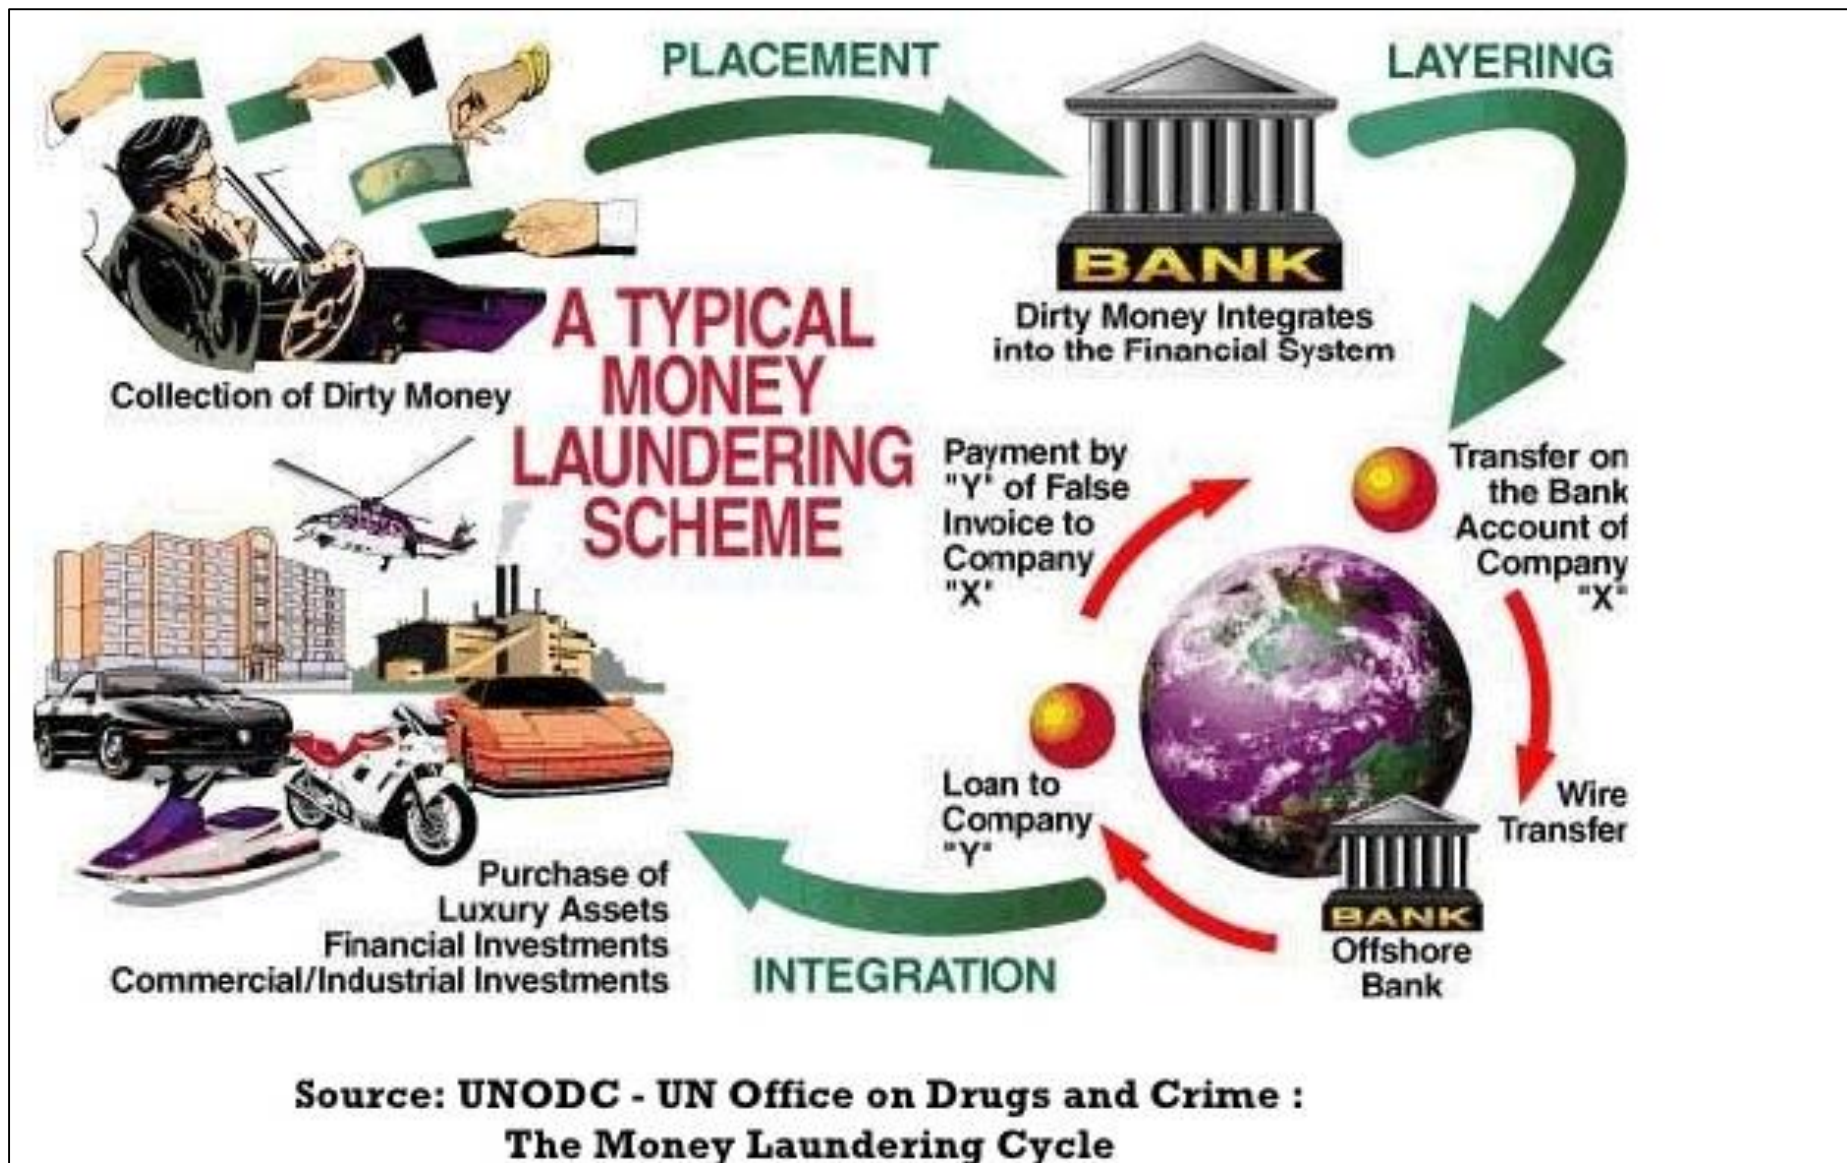 PLACEMENT
LAYERING
BANK
Dirty Money Integrates
into the Financial System
Collection of Dirty Money
A TYPICAL
MONEY
LAUNDERING
SCHEME
Payment by
"Y" of False
Invoice to
Company
"X"
Transfer on
the Bank
Account of
Company
"X"
Wire
Transfer
Loan to
Company
"Y"
BANK
Offshore
Bank
INTEGRATION
Purchase of
Luxury Assets
Financial Investments
Commercial/Industrial Investments
Source: UNODC - UN Office on Drugs and Crime :
The Money Laundering Cycle